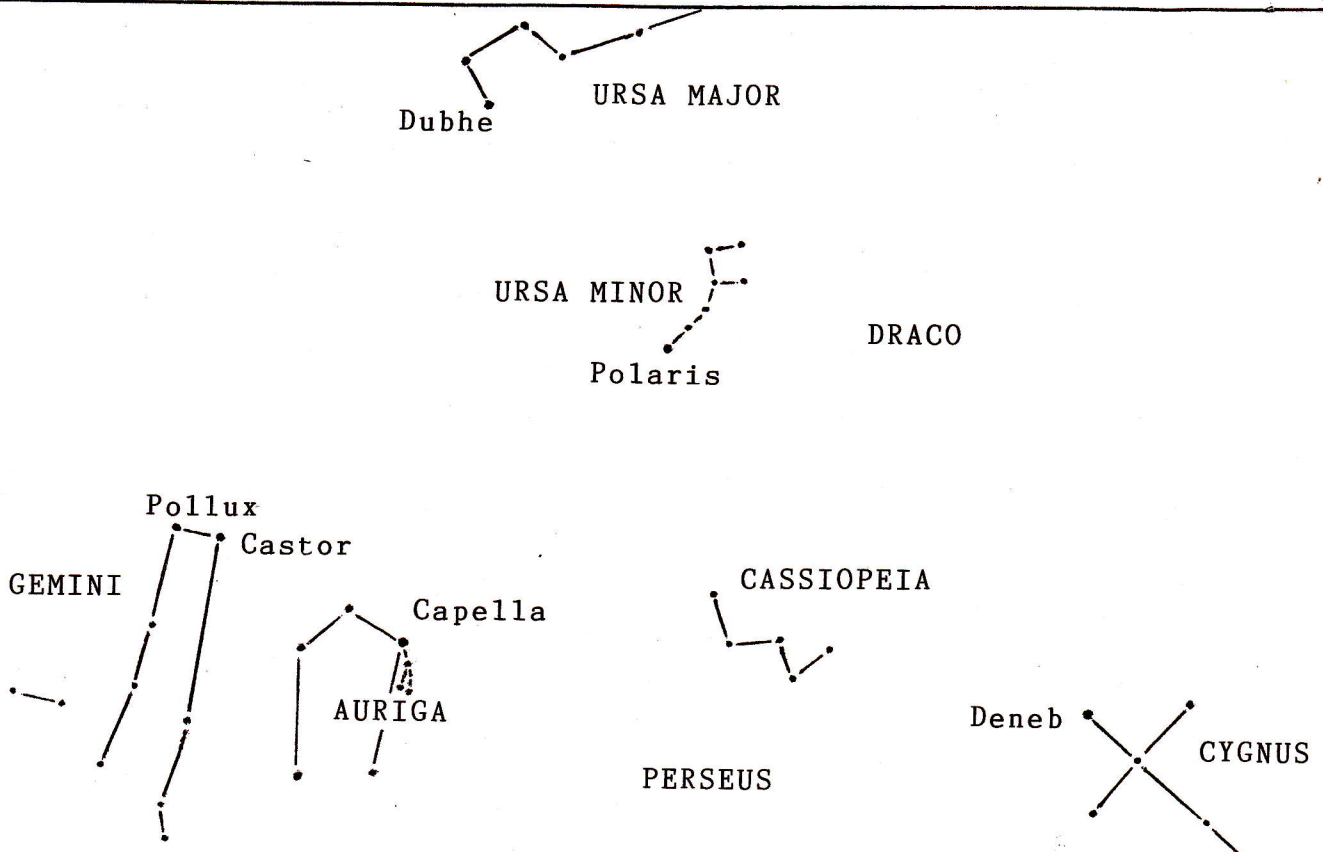 URSA MAJOR
Dubhe
URSA MINOR
DRACO
Polaris
Pollux
Castor
GEMINI
CASSIOPEIA
Capella
AURIGA
Deneb
CYGNUS
PERSEUS